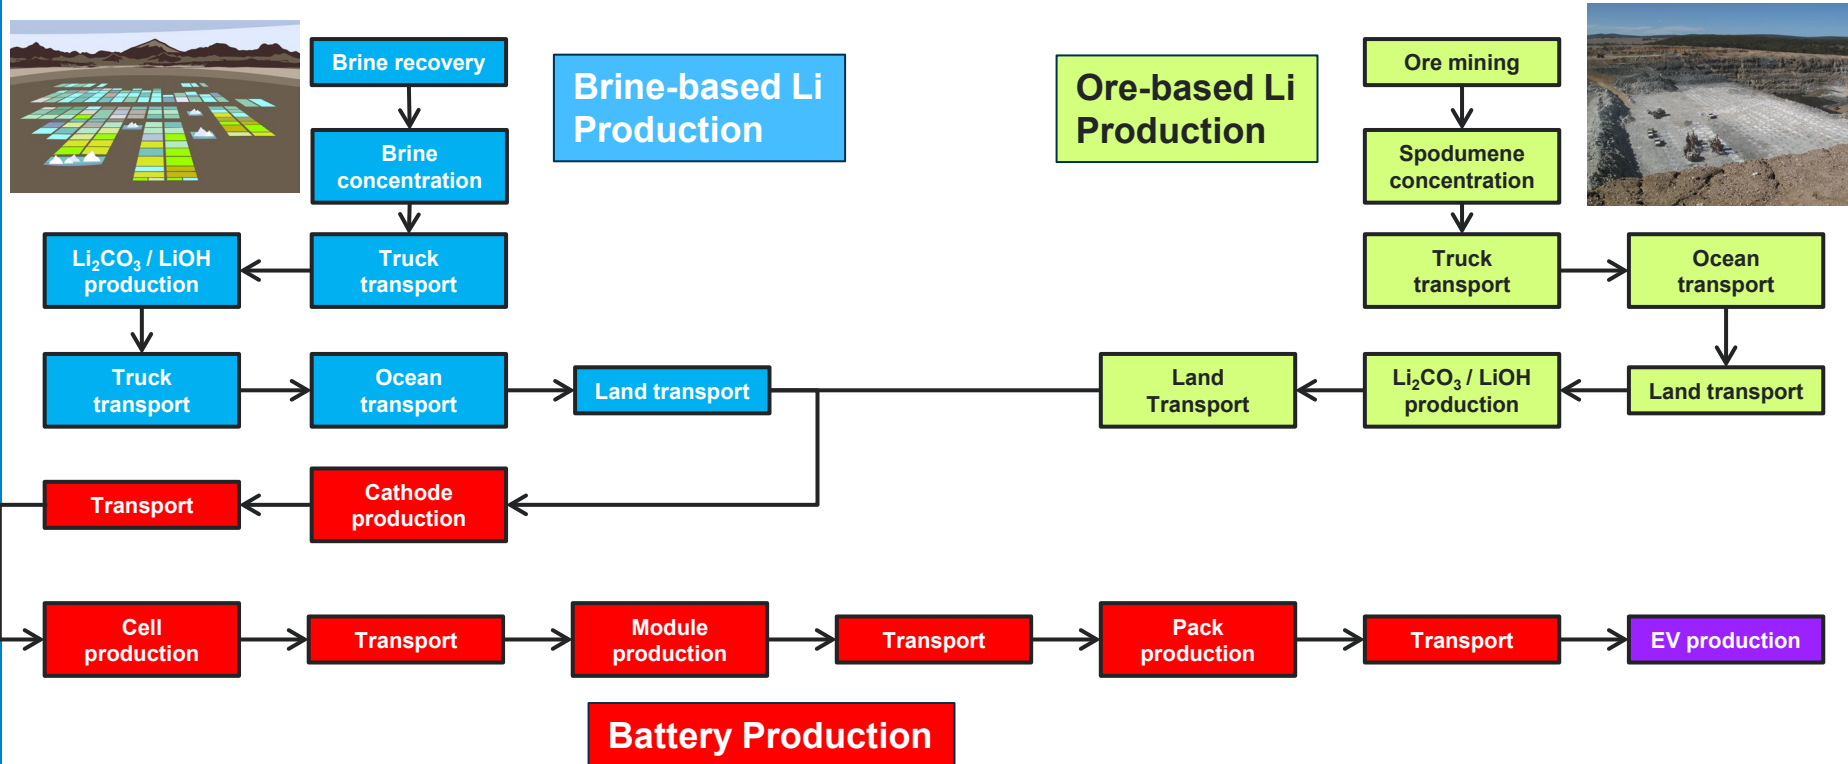 Brine recovery
Brine-based Li
Production
Ore-based Li
Production
Ore mining
Brine
concentration
Spodumene
concentration
Li₂CO₃ / LiOH
production
Truck
transport
Truck
transport
Ocean
transport
Truck
transport
Ocean
transport
Land transport
Land
Transport
Li₂CO₃ / LiOH
production
Land transport
Transport
Cathode
production
Cell
production
Transport
Module
production
Transport
Pack
production
Transport
EV production
Battery Production